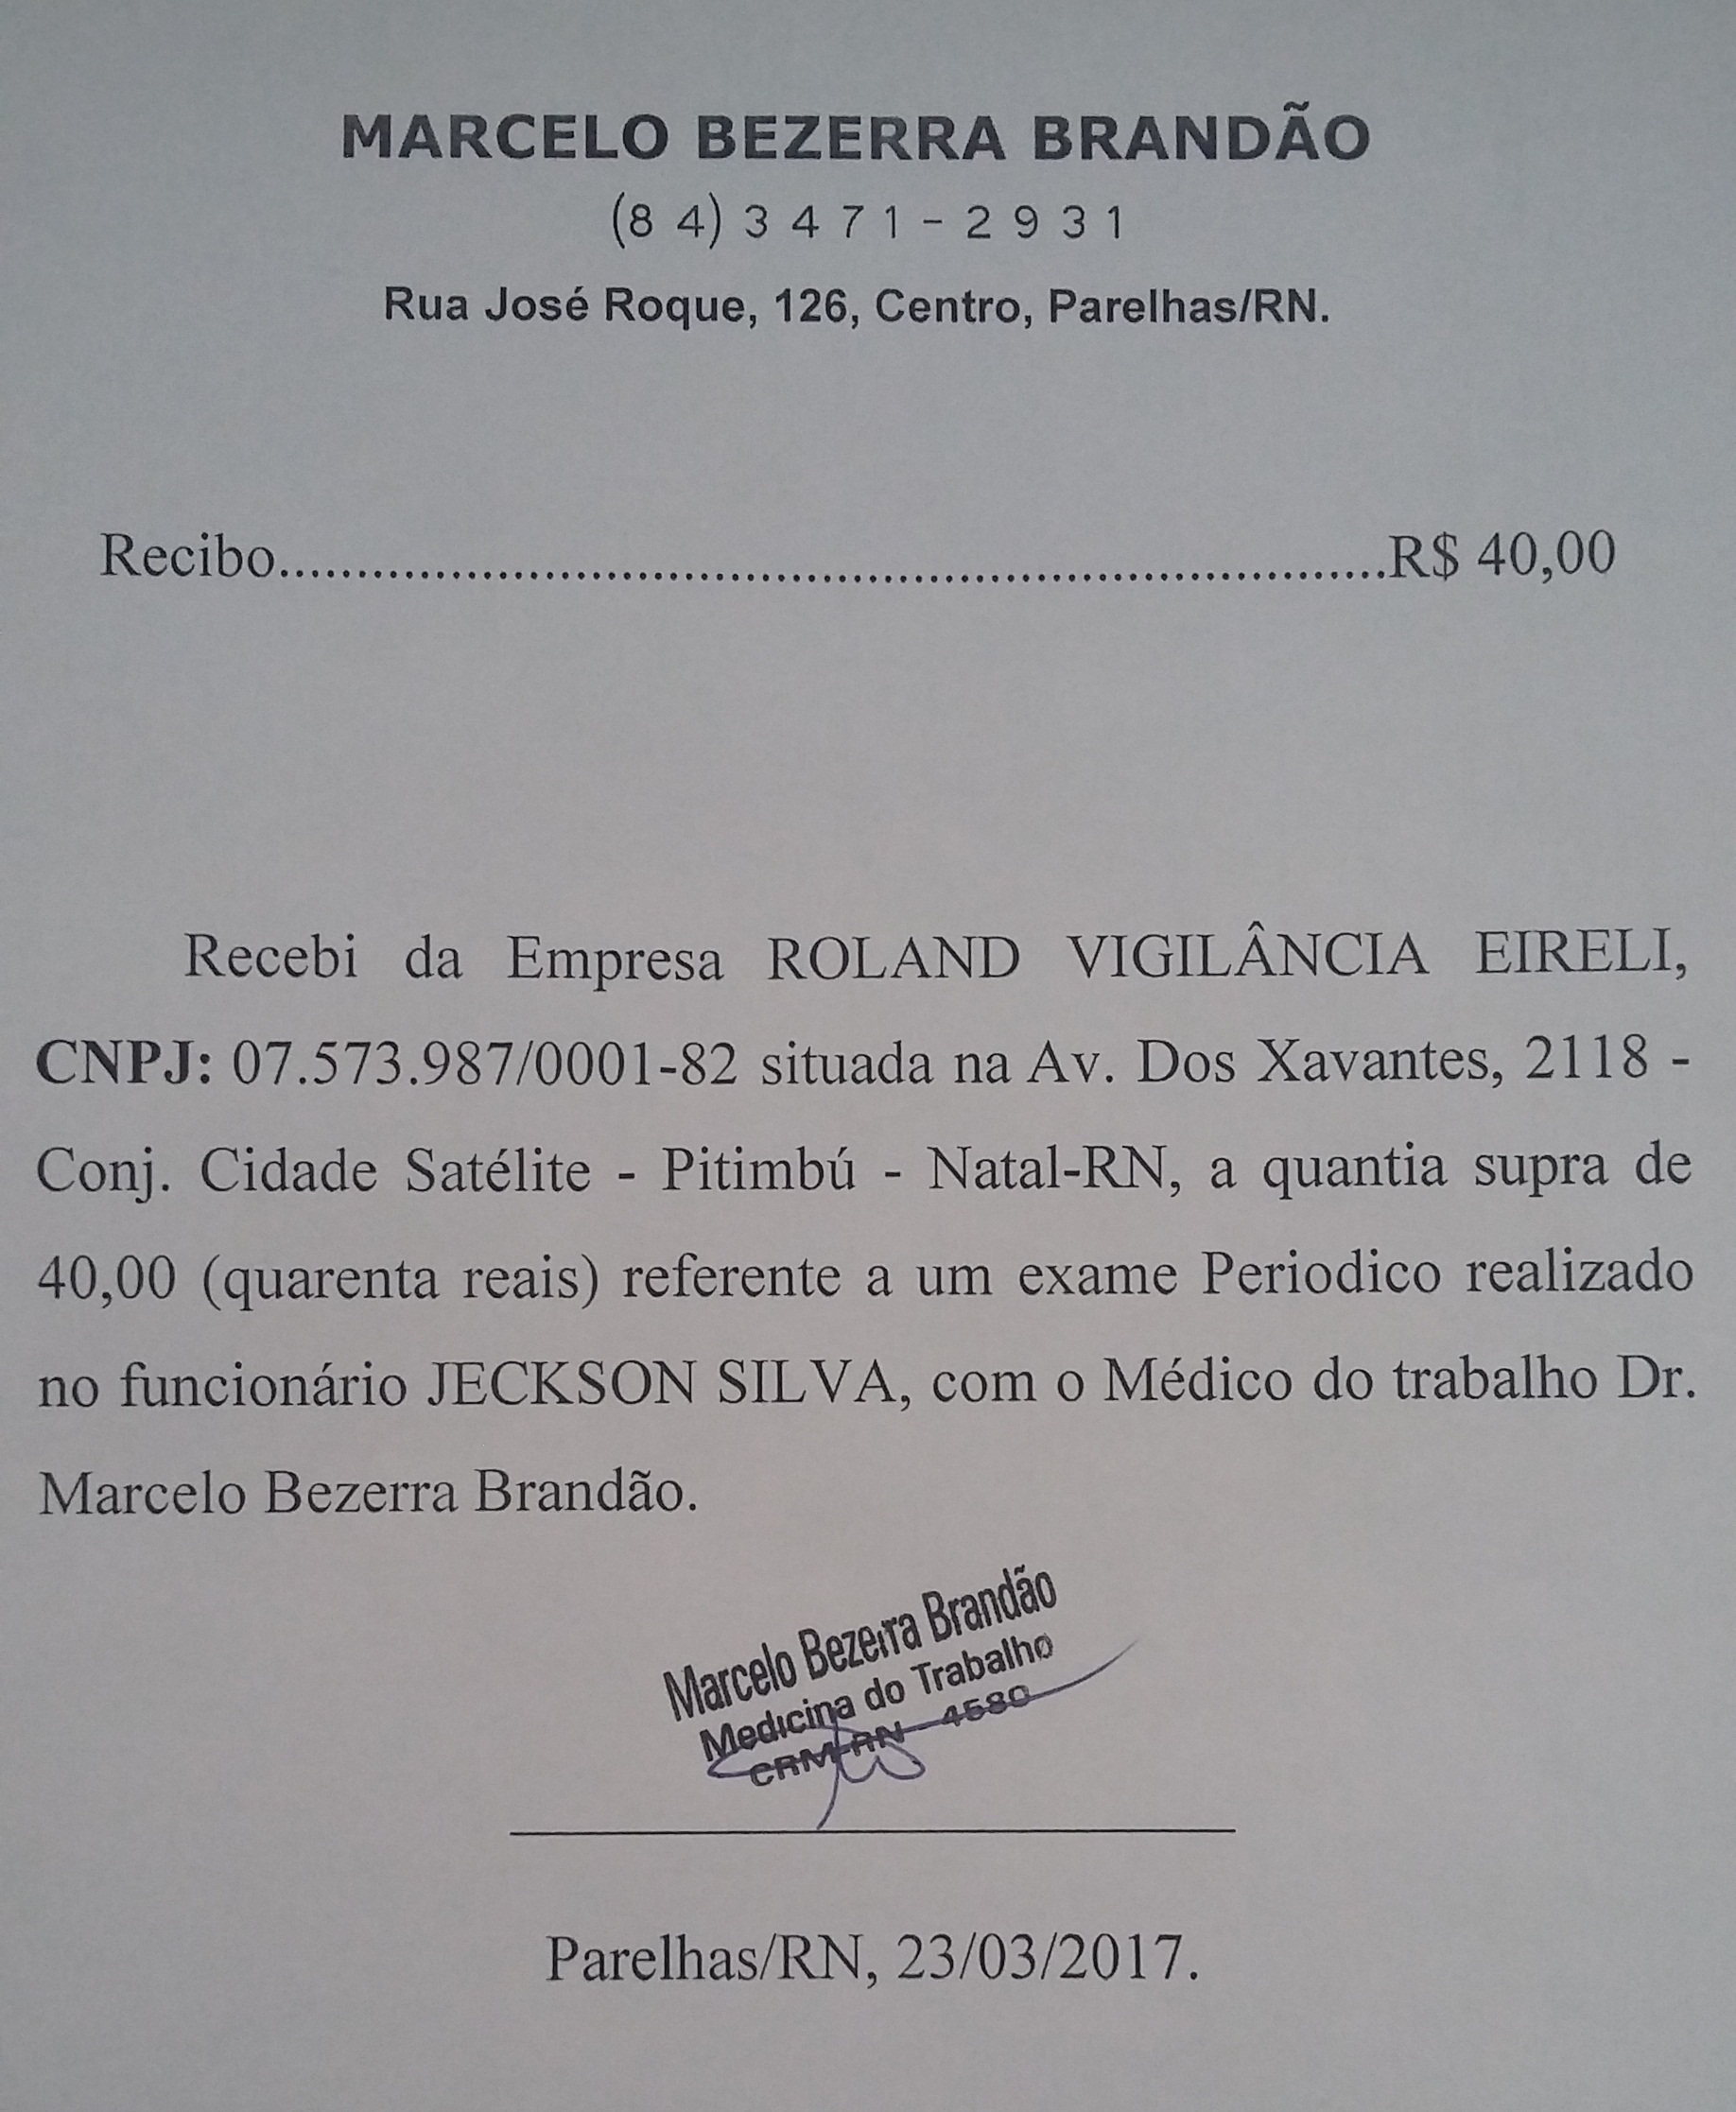 MARCELO BEZERRA BRANDÃO
(84)3471-2931
Rua José Roque, 126, Centro, Parelhas/RN.
Recibo.......................................................................R$ 40,00
Recebi da Empresa ROLAND VIGILÂNCIA EIRELI,
CNPJ: 07.573.987/0001-82 situada na Av. Dos Xavantes, 2118 -
Conj. Cidade Satélite - Pitimbú - Natal-RN, a quantia supra de
40,00 (quarenta reais) referente a um exame Periodico realizado
no funcionário JECKSON SILVA, com o Médico do trabalho Dr.
Marcelo Bezerra Brandão.
Marcelo Bezerra Brandão
Medicina do Trabalho
CRM-RN - 4580
Parelhas/RN, 23/03/2017.